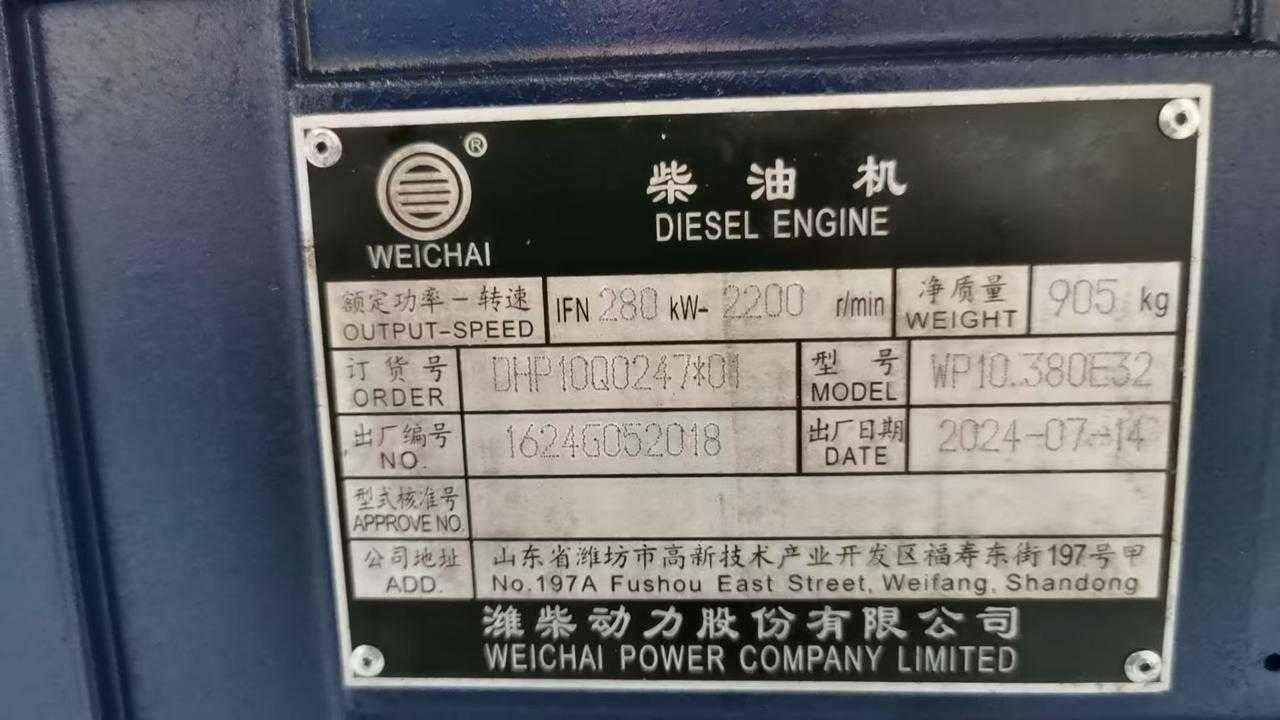 ®
WEICHAI
柴油机
DIESEL ENGINE
额定功率-转速
OUTPUT-SPEED
IFN 280 kW- 2200 r/min
净质量
WEIGHT
905 kg
订货号
ORDER
DHP10Q0247*01
型号
MODEL
WP10.380E32
出厂编号
NO.
1624G052018
出厂日期
DATE
2024-07-14
型式核准号
APPROVE NO.
公司地址
ADD.
山东省潍坊市高新技术产业开发区福寿东街197号甲
No.197A Fushou East Street, Weifang, Shandong
潍柴动力股份有限公司
WEICHAI POWER COMPANY LIMITED